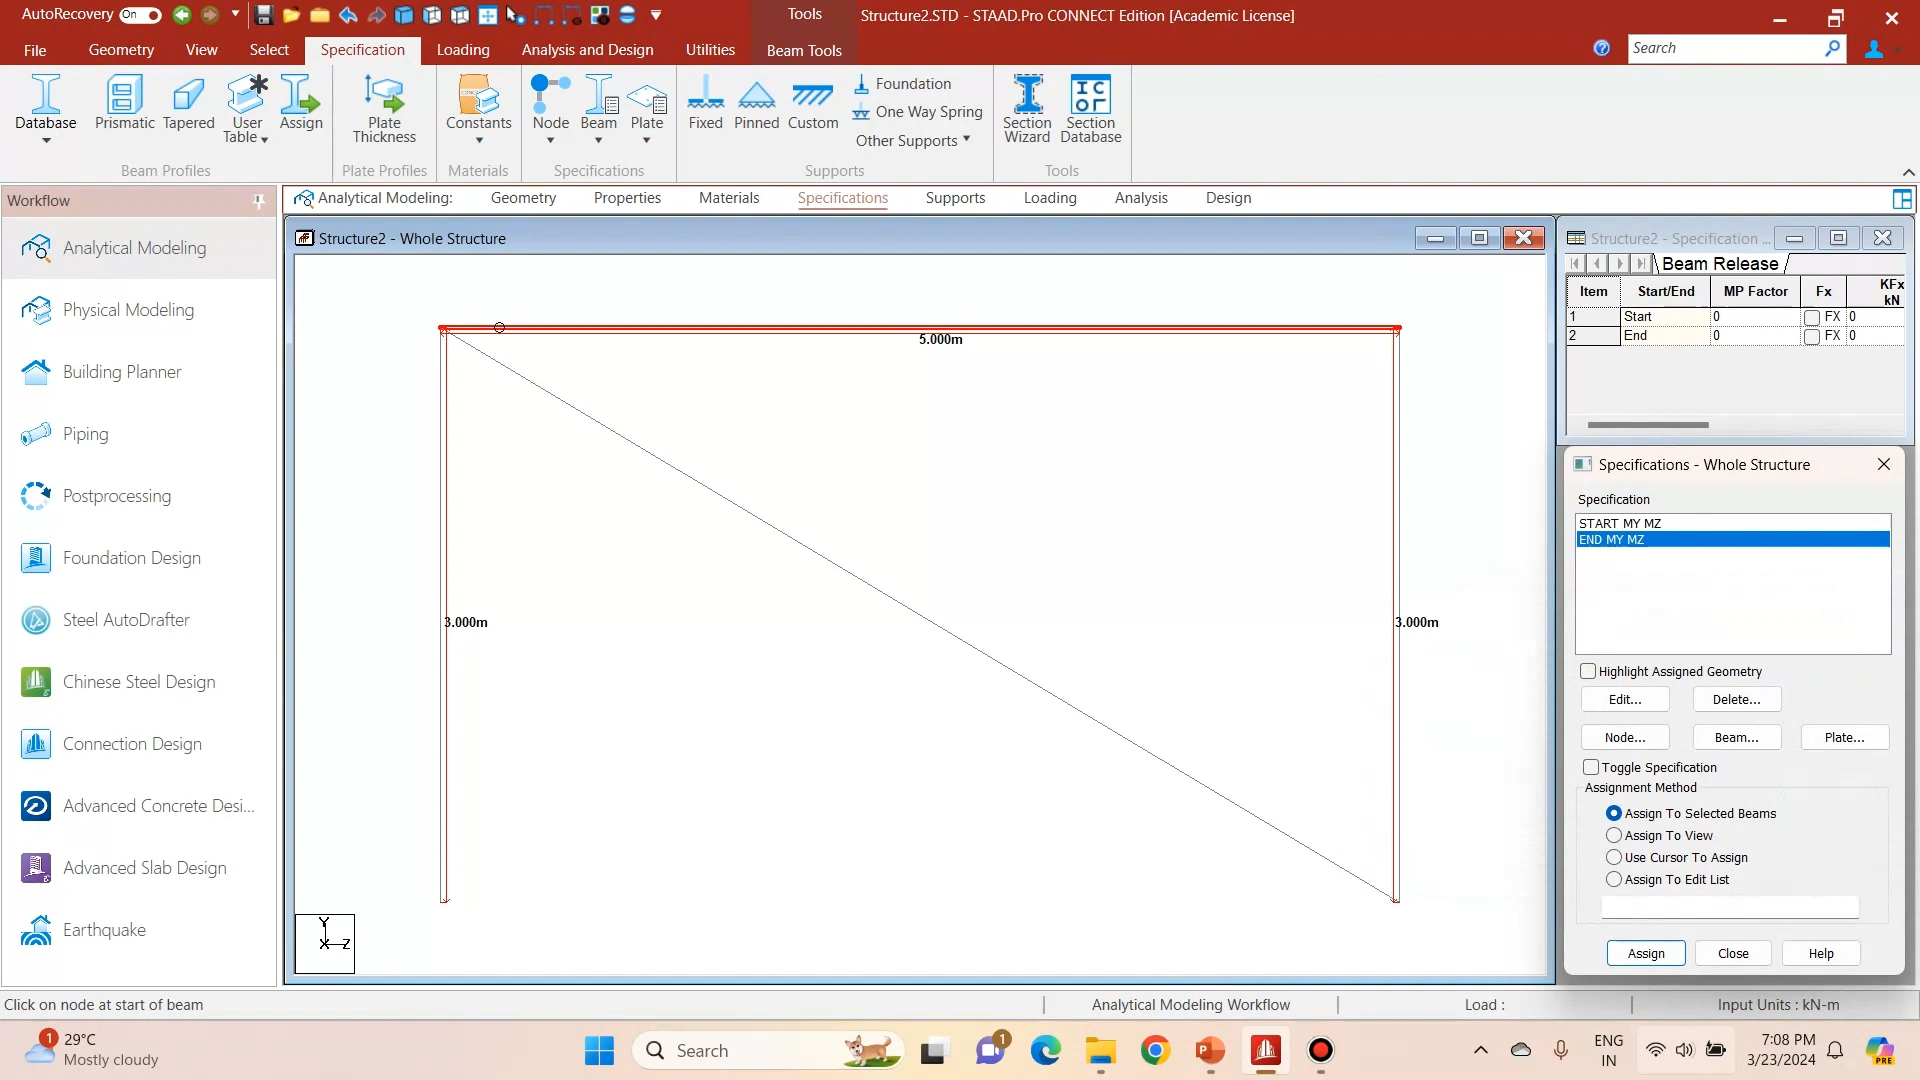 AutoRecovery On
Tools
Structure2.STD - STAAD.Pro CONNECT Edition [Academic License]
File Geometry View Select Specification Loading Analysis and Design Utilities Beam Tools
Search
Database Prismatic Tapered User Table Assign
Plate Thickness
Constants
Node Beam Plate
Fixed Pinned Custom
Foundation
One Way Spring
Other Supports
Section Wizard
Section Database
Beam Profiles Plate Profiles Materials Specifications Supports Tools
Workflow
Analytical Modeling: Geometry Properties Materials Specifications Supports Loading Analysis Design
Analytical Modeling
Physical Modeling
Building Planner
Piping
Postprocessing
Foundation Design
Steel AutoDrafter
Chinese Steel Design
Connection Design
Advanced Concrete Desi...
Advanced Slab Design
Earthquake
Structure2 - Whole Structure
5.000m
3.000m
3.000m
Y
X Z
Structure2 - Specification ...
Beam Release
Item Start/End MP Factor Fx KFx kN
1 Start 0 FX 0
2 End 0 FX 0
Specifications - Whole Structure
Specification
START MY MZ
END MY MZ
Highlight Assigned Geometry
Edit... Delete...
Node... Beam... Plate...
Toggle Specification
Assignment Method
Assign To Selected Beams
Assign To View
Use Cursor To Assign
Assign To Edit List
Assign Close Help
Click on node at start of beam
Analytical Modeling Workflow
Load :
Input Units : kN-m
1
29°C
Mostly cloudy
Search
1
ENG
IN
7:08 PM
3/23/2024
PRE